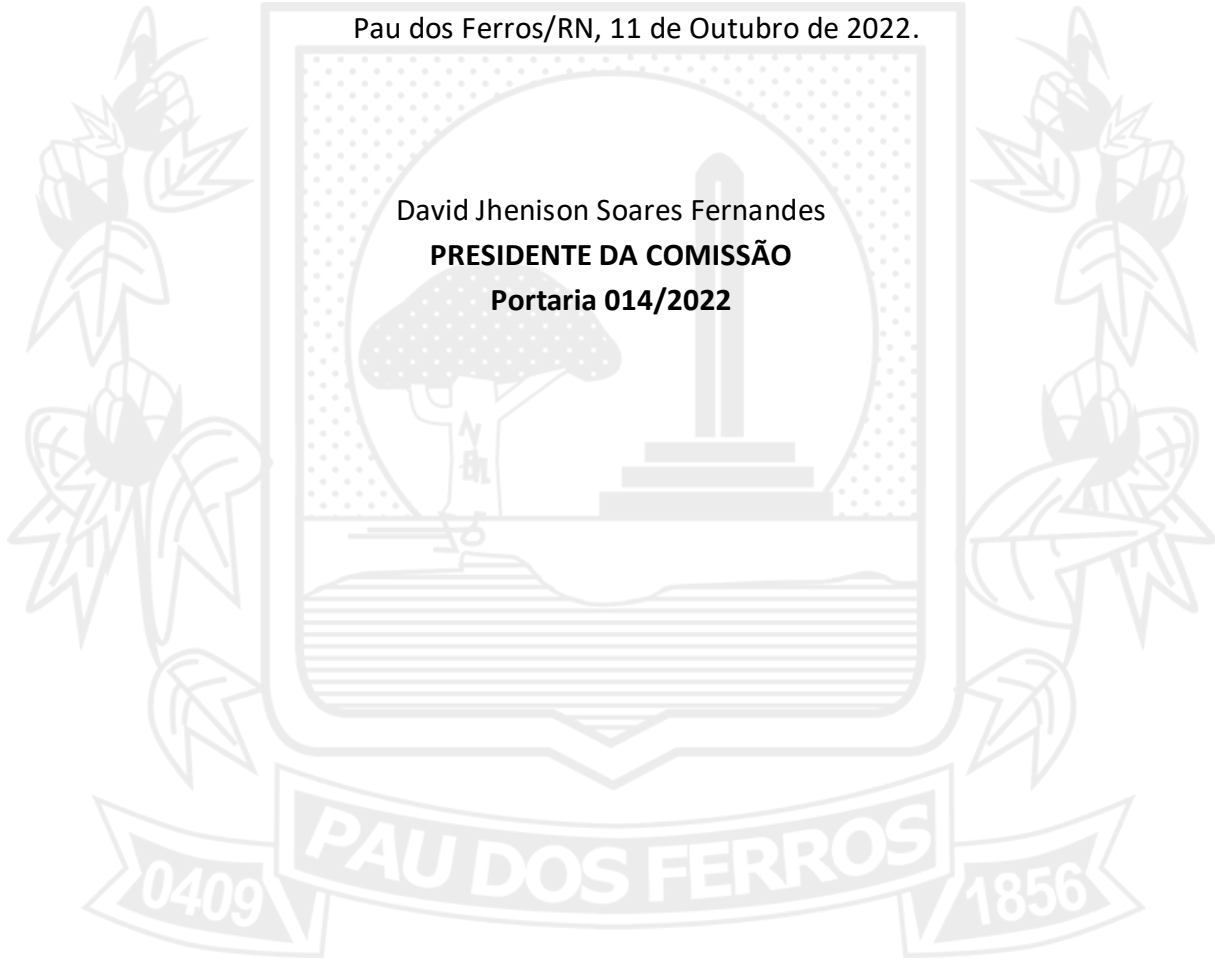 Pau dos Ferros/RN, 11 de Outubro de 2022.
David Jhenison Soares Fernandes
PRESIDENTE DA COMISSÃO
Portaria 014/2022
PAU DOS FERROS
0409
1856